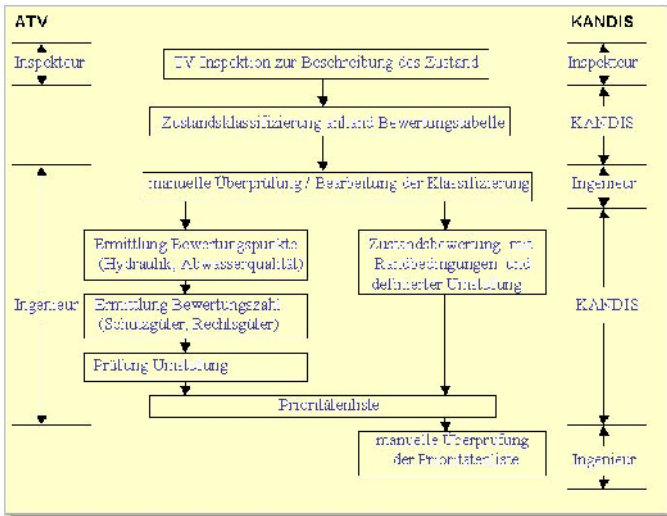 ATV
KANDIS
Inspekteur
TV Inspektion zur Beschreibung des Zustand
Inspekteur
Zustandsklassifizierung anhand Bewertungstabelle
KANDIS
manuelle Überprüfung / Bearbeitung der Klassifizierung
Ingenieur
Ermittlung Bewertungspunkte
(Hydraulik, Abwasserqualität)
Zustandsbewertung mit
Randbedingungen und
definierter Umstufung
Ingenieur
Ermittlung Bewertungszahl
(Schutzgüter, Rechtsgüter)
KANDIS
Prüfung Umstufung
Prioritätenliste
manuelle Überprüfung
der Prioritätenliste
Ingenieur